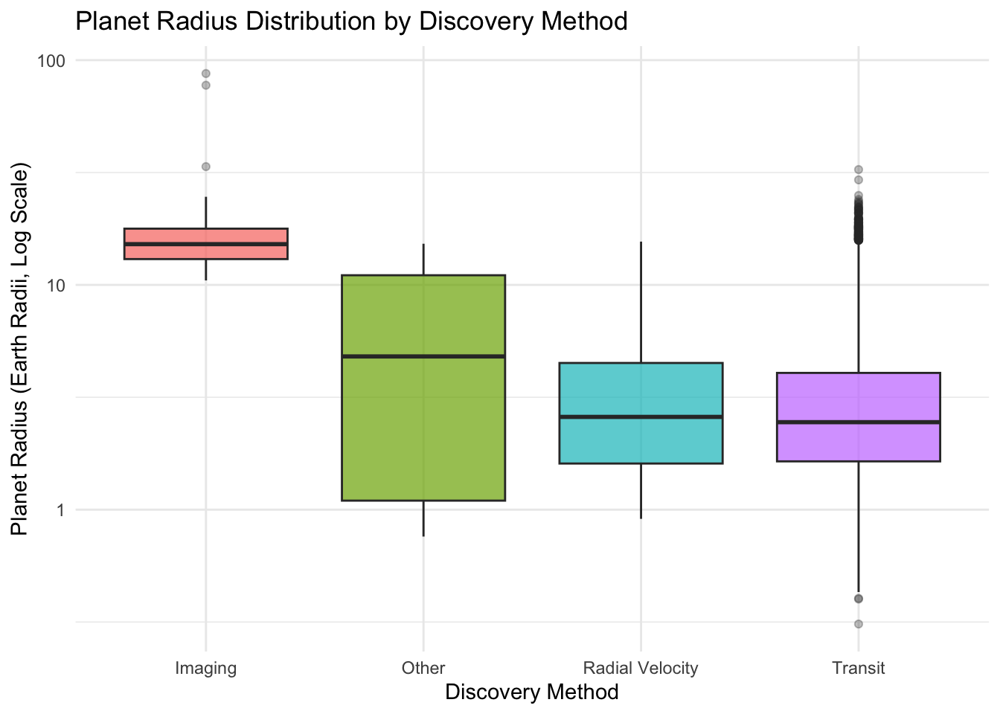 Planet Radius Distribution by Discovery Method
Planet Radius (Earth Radii, Log Scale)
100
10
1
Imaging
Other
Radial Velocity
Transit
Discovery Method